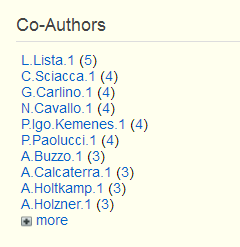 Co-Authors
L.Lista.1 (5)
C.Sciacca.1 (4)
G.Carlino.1 (4)
N.Cavallo.1 (4)
P.Igo.Kemenes.1 (4)
P.Paolucci.1 (4)
A.Buzzo.1 (3)
A.Calcaterra.1 (3)
A.Holtkamp.1 (3)
A.Holzner.1 (3)
more